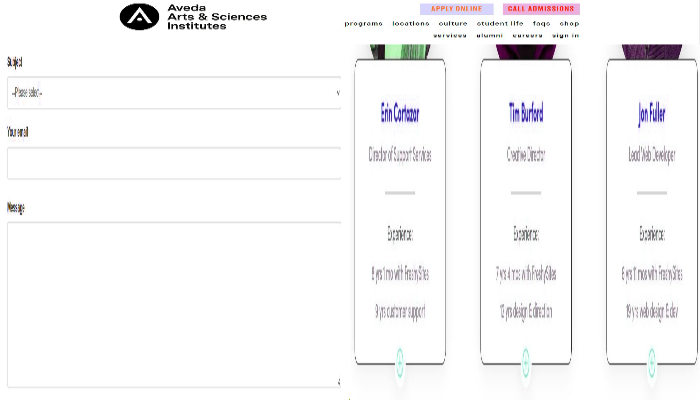 Aveda
Arts & Sciences
Institutes
APPLY ONLINE
CALL ADMISSIONS
programs locations culture student life faqs shop
services alumni careers sign in
Subject
--Please select--
Your email
Message
Erin Cortazar
Director of Support Services
Experience:
8 yrs 1 mo with FreshySites
9 yrs customer support
Tim Burford
Creative Director
Experience:
7 yrs 4 mos with FreshySites
12 yrs design & direction
Jon Fuller
Lead Web Developer
Experience:
6 yrs 11 mos with FreshySites
19 yrs web design & dev